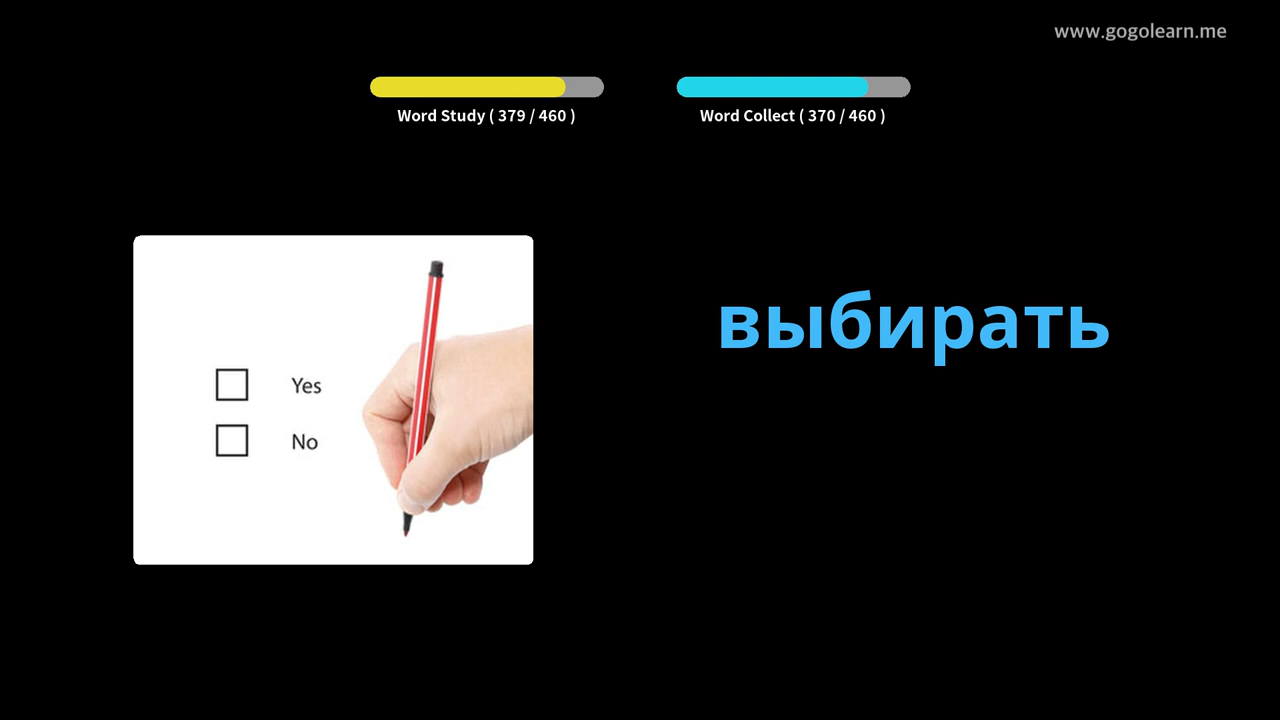 www.gogolearn.me
Word Study ( 379 / 460 )
Word Collect ( 370 / 460 )
выбирать
Yes
No